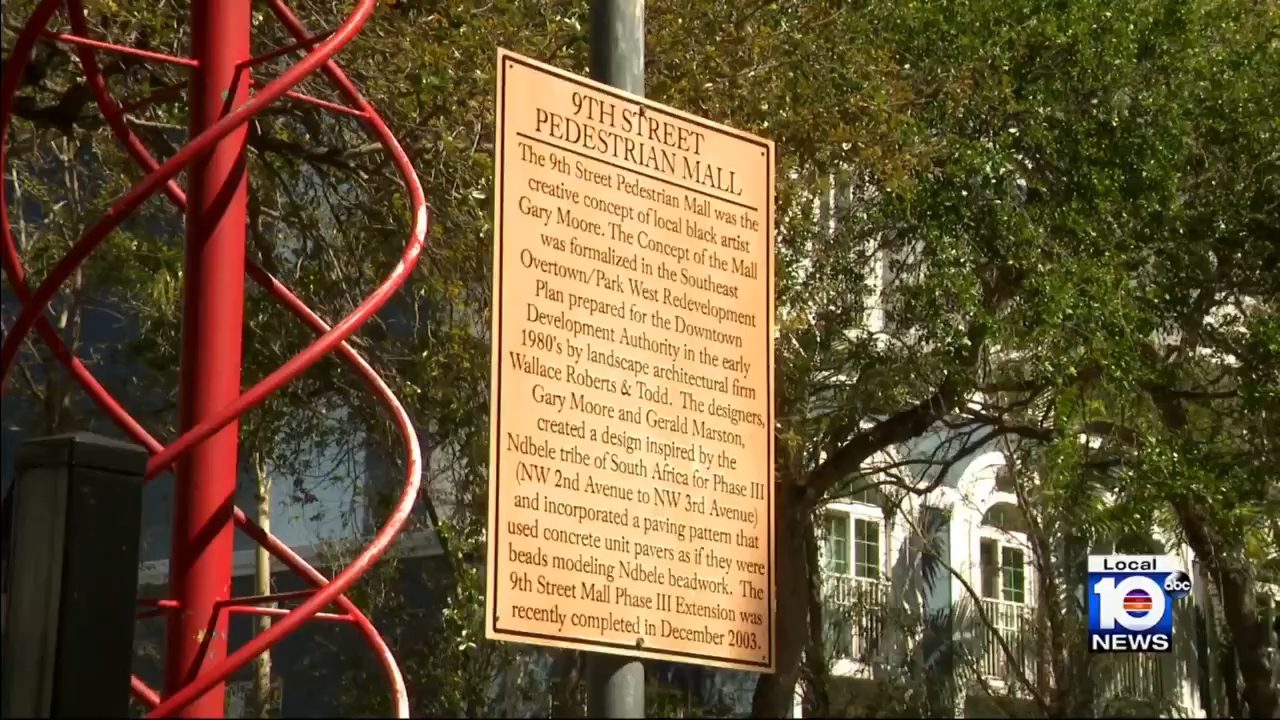 9TH STREET
PEDESTRIAN MALL
The 9th Street Pedestrian Mall was the
creative concept of local black artist
Gary Moore. The Concept of the Mall
was formalized in the Southeast
Overtown/Park West Redevelopment
Plan prepared for the Downtown
Development Authority in the early
1980's by landscape architectural firm
Wallace Roberts & Todd. The designers,
Gary Moore and Gerald Marston,
created a design inspired by the
Ndbele tribe of South Africa for Phase III
(NW 2nd Avenue to NW 3rd Avenue)
and incorporated a paving pattern that
used concrete unit pavers as if they were
beads modeling Ndbele beadwork. The
9th Street Mall Phase III Extension was
recently completed in December 2003.
Local
10 abc
NEWS